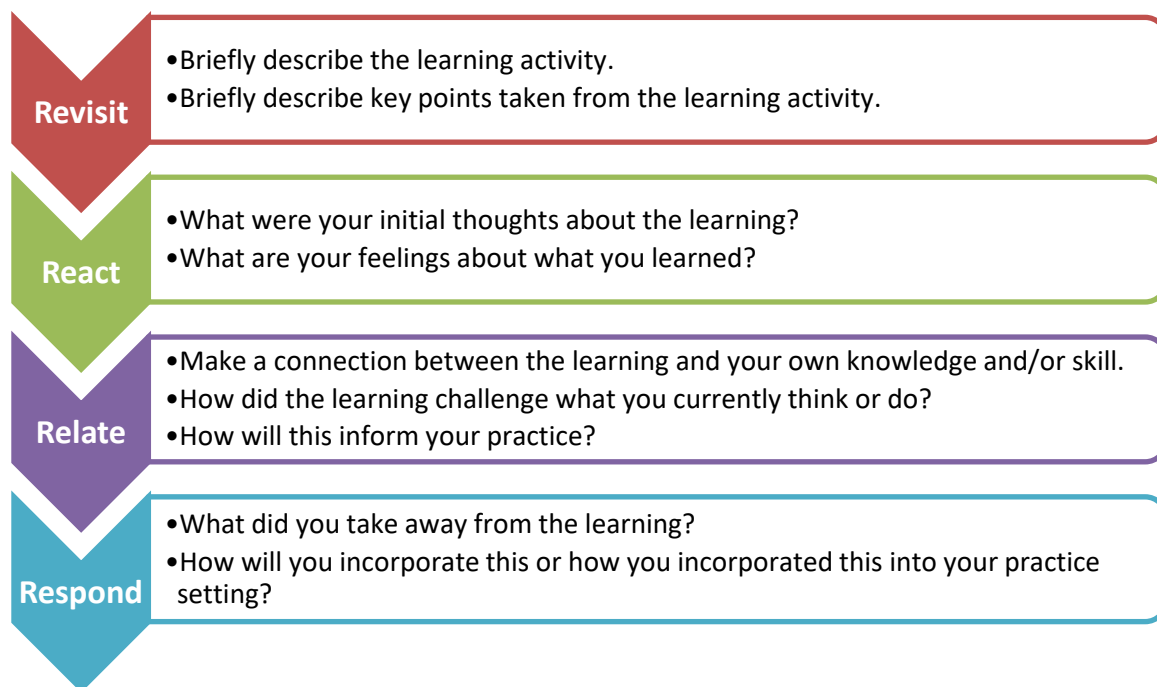 Revisit
•Briefly describe the learning activity.
•Briefly describe key points taken from the learning activity.
React
•What were your initial thoughts about the learning?
•What are your feelings about what you learned?
Relate
•Make a connection between the learning and your own knowledge and/or skill.
•How did the learning challenge what you currently think or do?
•How will this inform your practice?
Respond
•What did you take away from the learning?
•How will you incorporate this or how you incorporated this into your practice
setting?